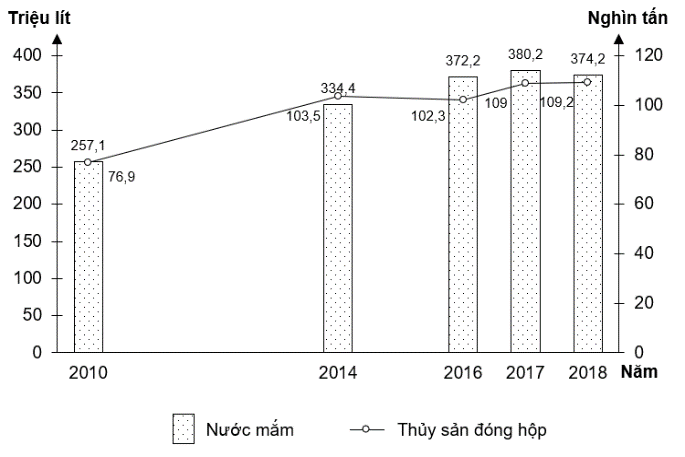 Triệu lít Nghìn tấn
400 372,2 380,2 374,2 120
350 334,4
103,5 102,3 109 109,2 100
300
257,1
250 76,9 80
200 60
150
100 40
50 20
0 0
2010 2014 2016 2017 2018 Năm
Nước mắm Thủy sản đóng hộp